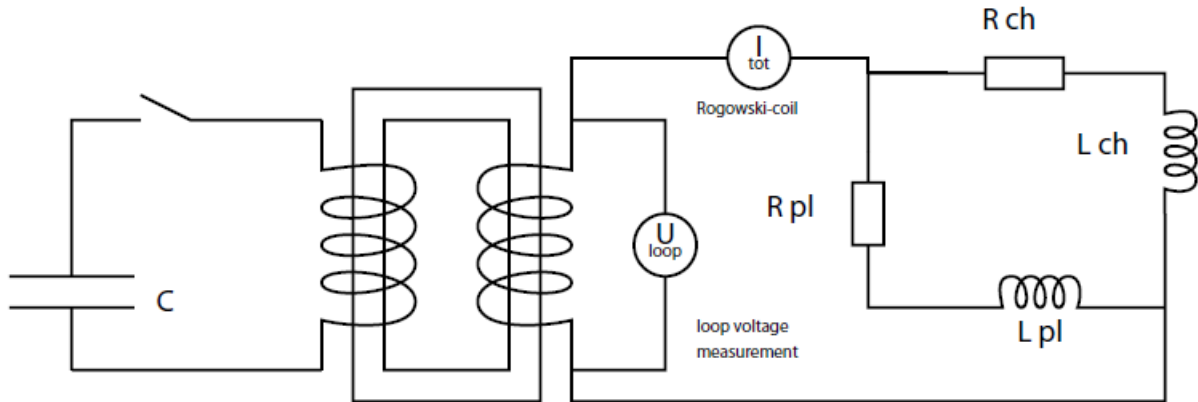 R ch
I
tot
Rogowski-coil
L ch
R pl
U
loop
C
loop voltage
measurement
L pl